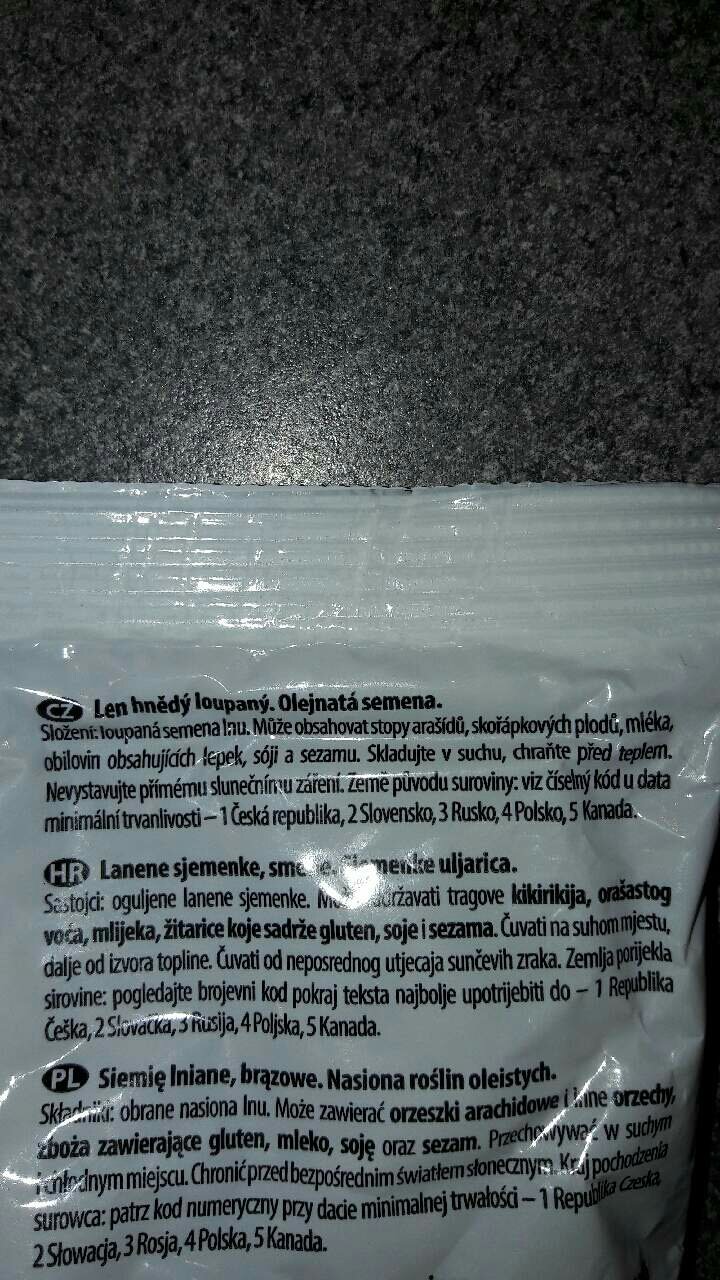 CZ Len hnědý loupaný. Olejnatá semena.
Složení: loupaná semena lnu. Může obsahovat stopy arašídů, skořápkových plodů, mléka,
obilovin obsahujících lepek, sóji a sezamu. Skladujte v suchu, chraňte před teplem.
Nevystavujte přímému slunečnímu záření. Země původu suroviny: viz číselný kód u data
minimální trvanlivosti – 1 Česká republika, 2 Slovensko, 3 Rusko, 4 Polsko, 5 Kanada.
HR Lanene sjemenke, uljarica.
Sastojci: oguljene lanene sjemenke. tragove kikirikija, orašastog
voća, mlijeka, žitarice koje sadrže gluten, soje i sezama. Čuvati na suhom mjestu,
dalje od izvora topline. Čuvati od neposrednog utjecaja sunčevih zraka. Zemlja porijekla
sirovine: pogledajte brojevni kod pokraj teksta najbolje upotrijebiti do – 1 Republika
Češka, 2 Slovačka, 3 Rusija, 4 Poljska, 5 Kanada.
PL Siemię lniane, brązowe. Nasiona roślin oleistych.
Składniki: obrane nasiona lnu. Może zawierać orzeszki arachidowe i inne orzechy,
zboża zawierające gluten, mleko, soję oraz sezam. Przechowywać w suchym
i chłodnym miejscu. Chronić przed bezpośrednim światłem słonecznym. Kraj pochodzenia
surowca: patrz kod numeryczny przy dacie minimalnej trwałości – 1 Republika Czeska,
2 Słowacja, 3 Rosja, 4 Polska, 5 Kanada.